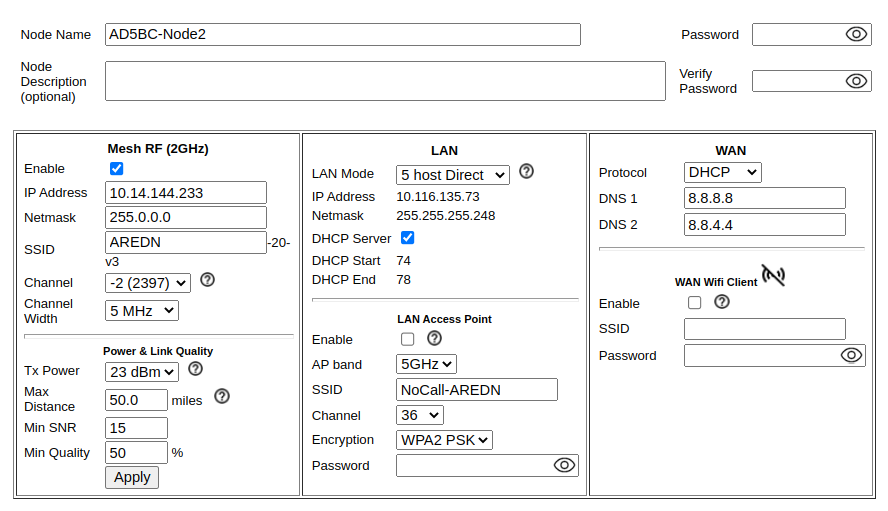 Node Name AD5BC-Node2 Password
Node Description (optional) Verify Password
Mesh RF (2GHz)
Enable
IP Address 10.14.144.233
Netmask 255.0.0.0
SSID AREDN -20-v3
Channel -2 (2397)
Channel Width 5 MHz
Power & Link Quality
Tx Power 23 dBm
Max Distance 50.0 miles
Min SNR 15
Min Quality 50 %
Apply
LAN
LAN Mode 5 host Direct
IP Address 10.116.135.73
Netmask 255.255.255.248
DHCP Server
DHCP Start 74
DHCP End 78
LAN Access Point
Enable
AP band 5GHz
SSID NoCall-AREDN
Channel 36
Encryption WPA2 PSK
Password
WAN
Protocol DHCP
DNS 1 8.8.8.8
DNS 2 8.8.4.4
WAN Wifi Client
Enable
SSID
Password